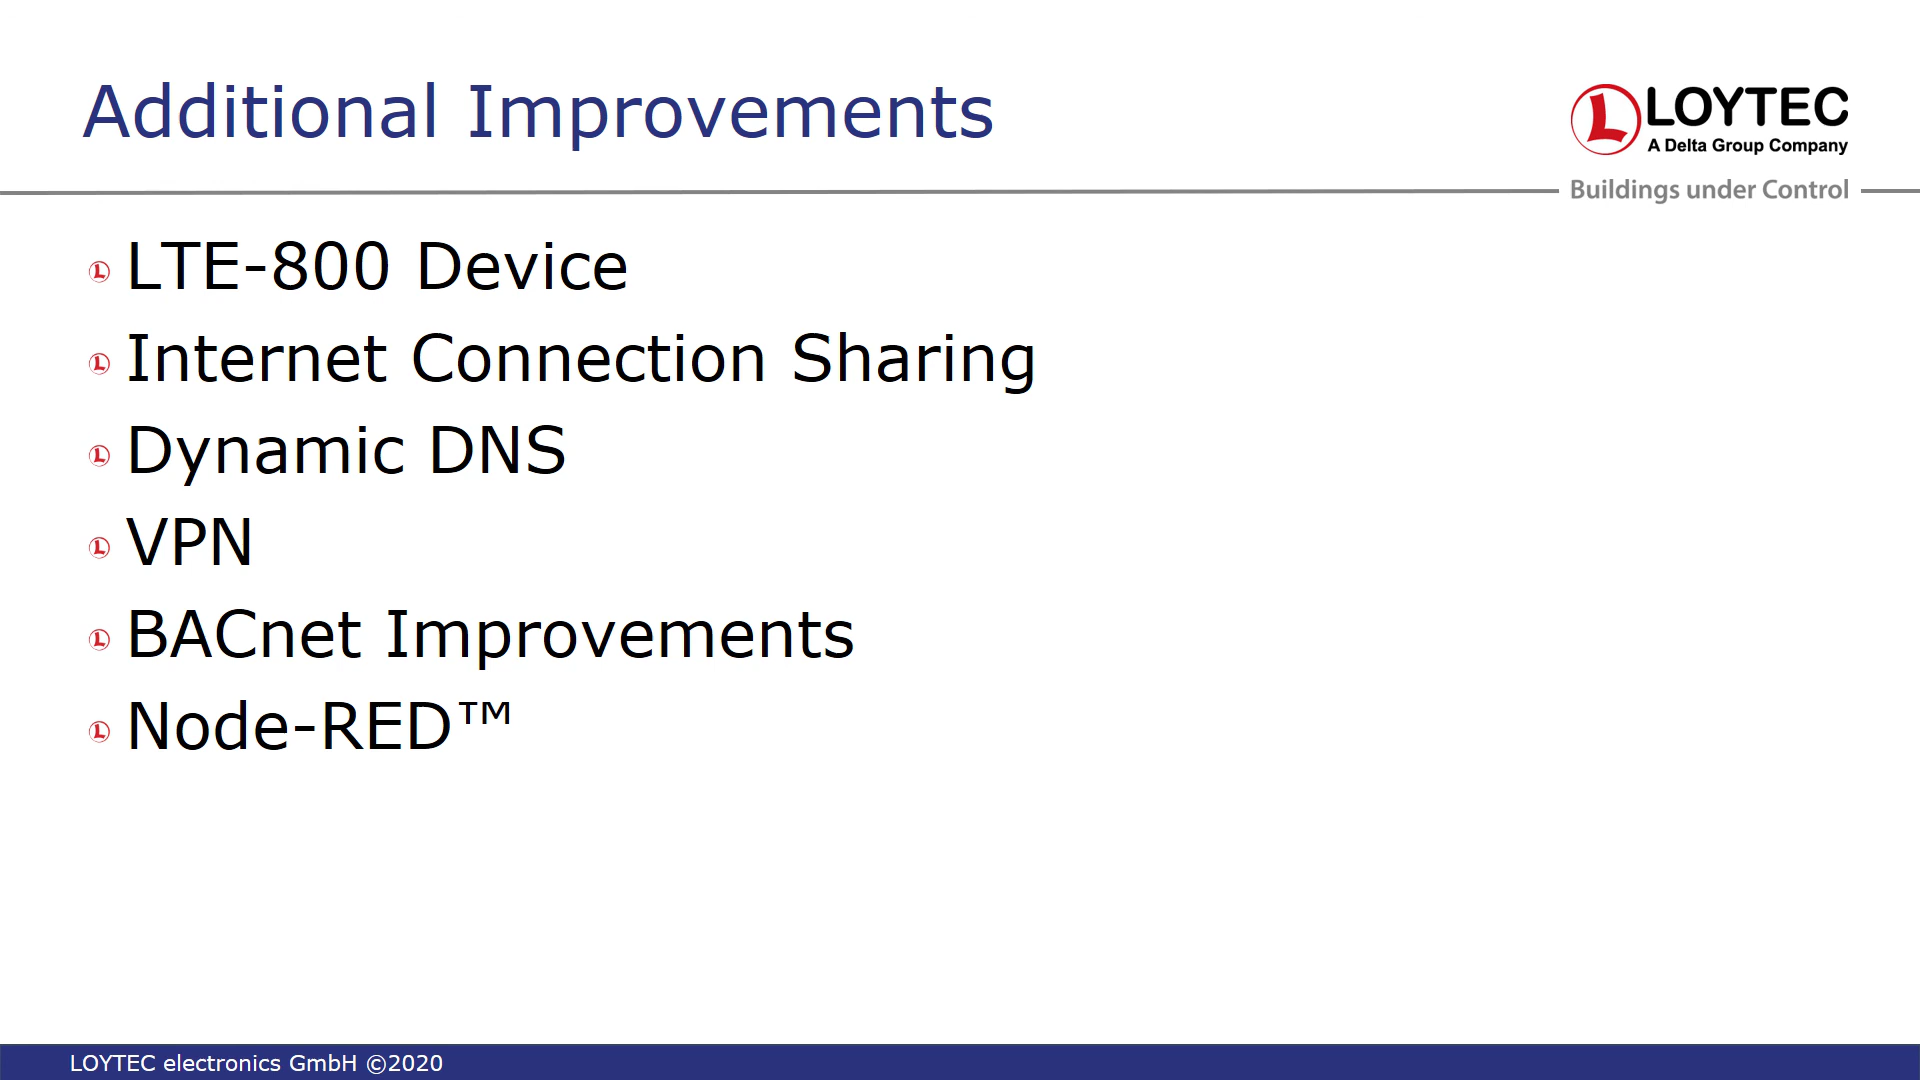 Additional Improvements
LOYTEC
A Delta Group Company
Buildings under Control
LTE-800 Device
Internet Connection Sharing
Dynamic DNS
VPN
BACnet Improvements
Node-RED™
LOYTEC electronics GmbH ©2020